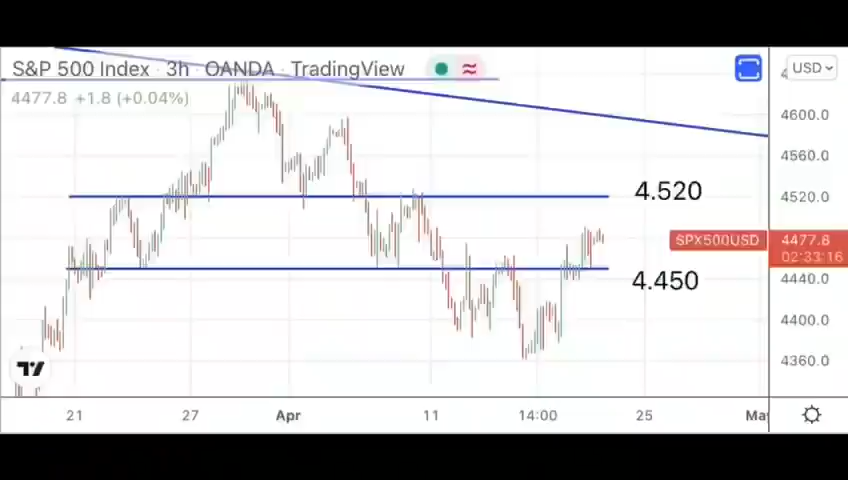 S&P 500 Index · 3h · OANDA · TradingView
USD
4477.8 +1.8 (+0.04%)
4600.0
4560.0
4.520
4520.0
SPX500USD
4477.8
02:33:16
4.450
4440.0
4400.0
4360.0
21 27 Apr 11 14:00 25